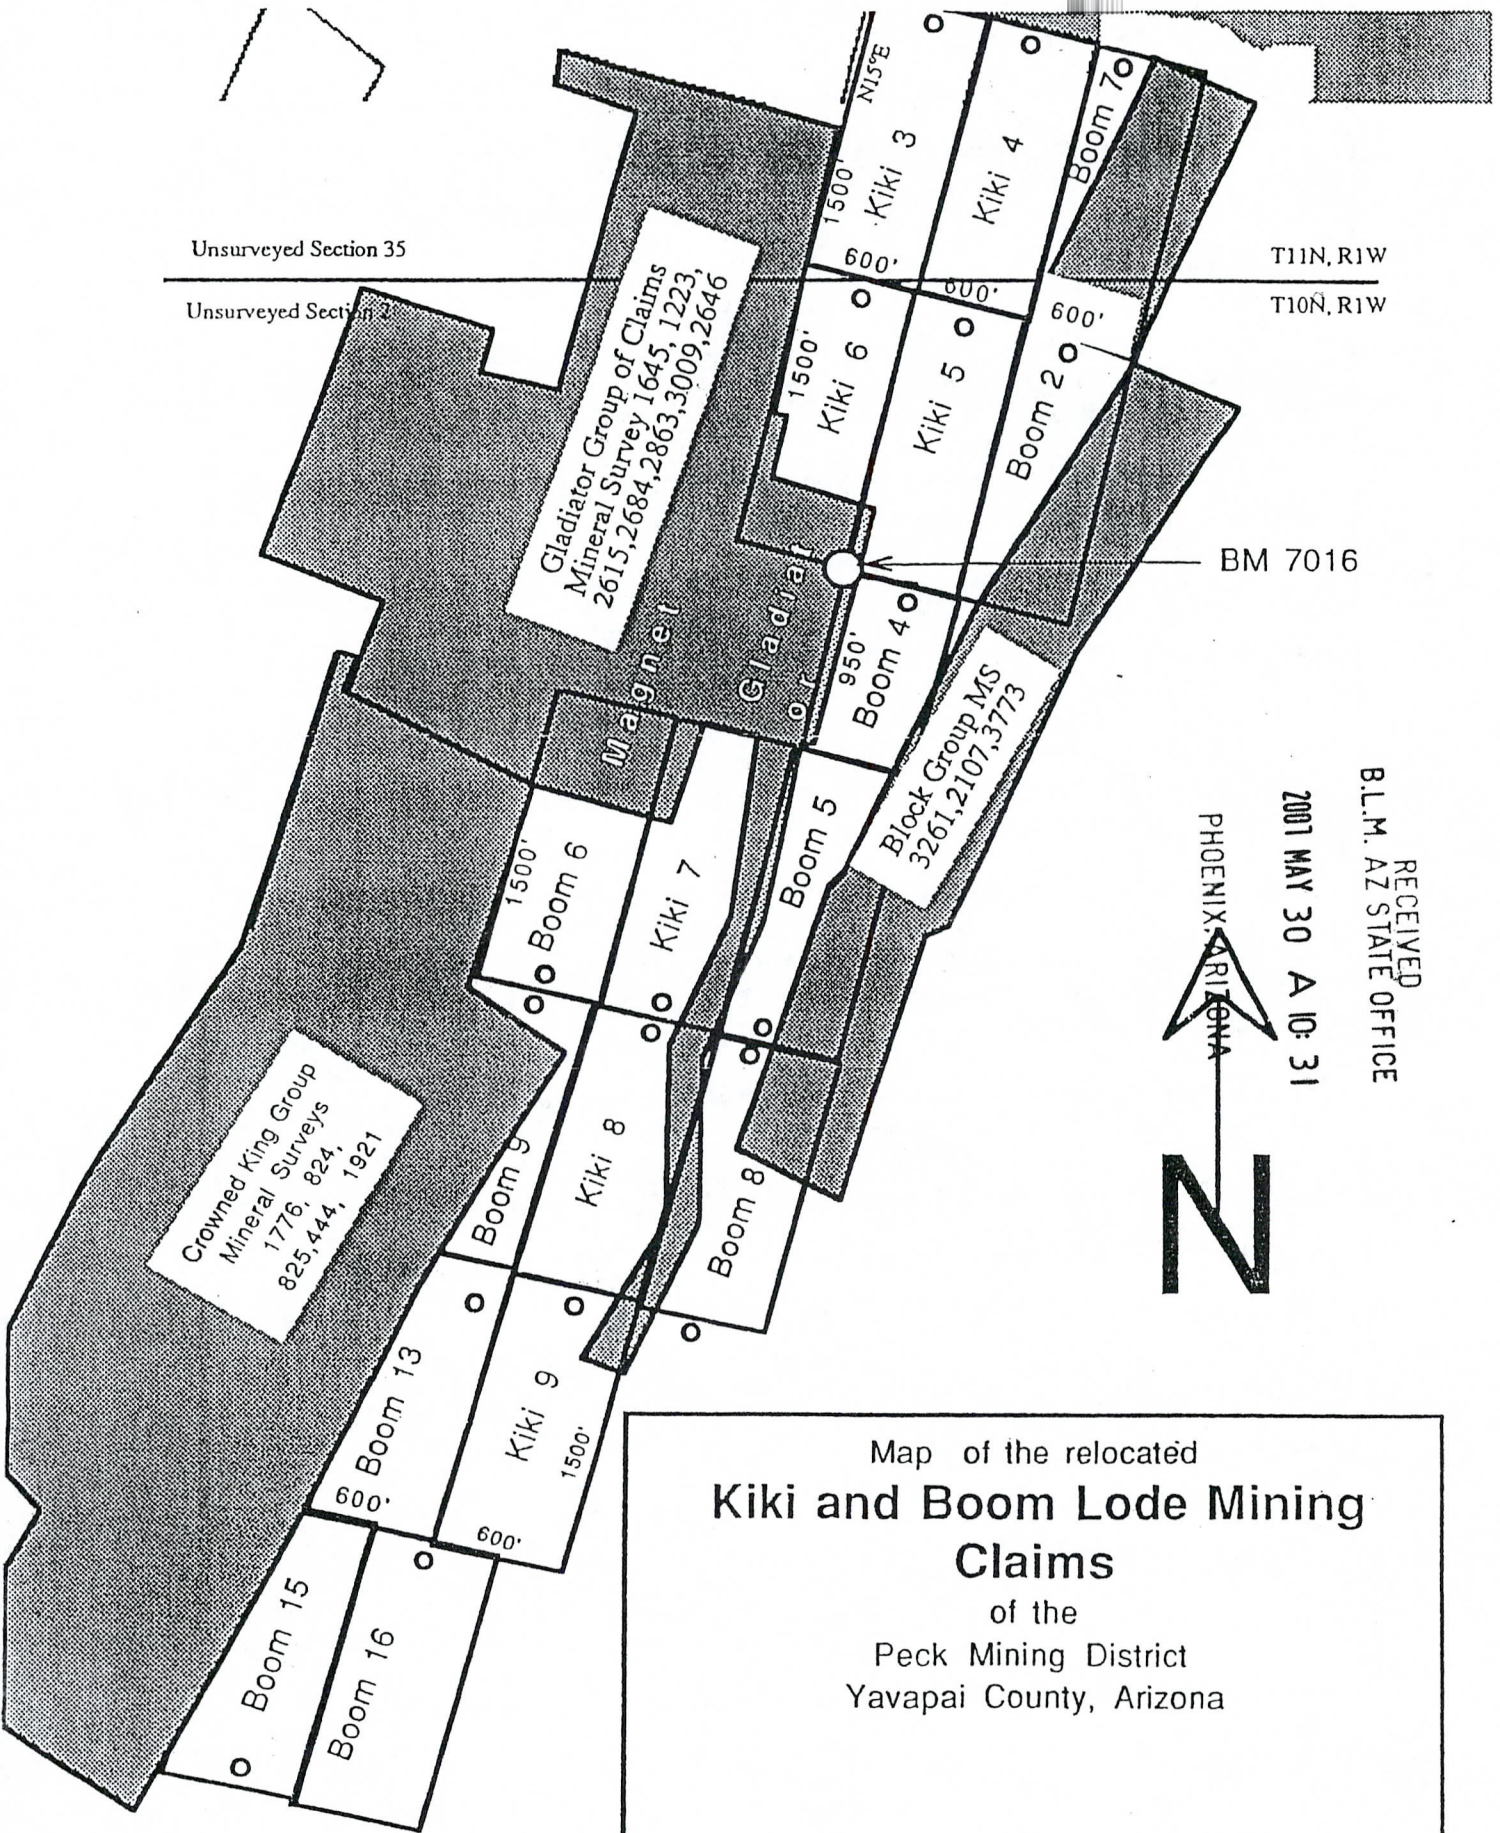 N15°E
Kiki 3
1500'
Kiki 4
Boom 7
Unsurveyed Section 35
T11N, R1W
600'
600'
Unsurveyed Section 2
T10N, R1W
600'
Gladiator Group of Claims
Mineral Survey 1645, 1223,
2615,2684,2863,3009,2646
1500'
Kiki 6
Kiki 5
Boom 2
BM 7016
Magnet
Gladiat
or
950'
Boom 4
Block Group MS
3261,2107,3773
RECEIVED
B.L.M. AZ STATE OFFICE
2001 MAY 30 A 10: 31
PHOENIX, ARIZONA
1500'
Boom 6
Kiki 7
Boom 5
Crowned King Group
Mineral Surveys
1776, 824,
825,444, 1921
Boom 9
Kiki 8
Boom 8
N
Boom 13
600'
Kiki 9
1500'
600'
Boom 15
Boom 16
Map of the relocated
Kiki and Boom Lode Mining
Claims
of the
Peck Mining District
Yavapai County, Arizona